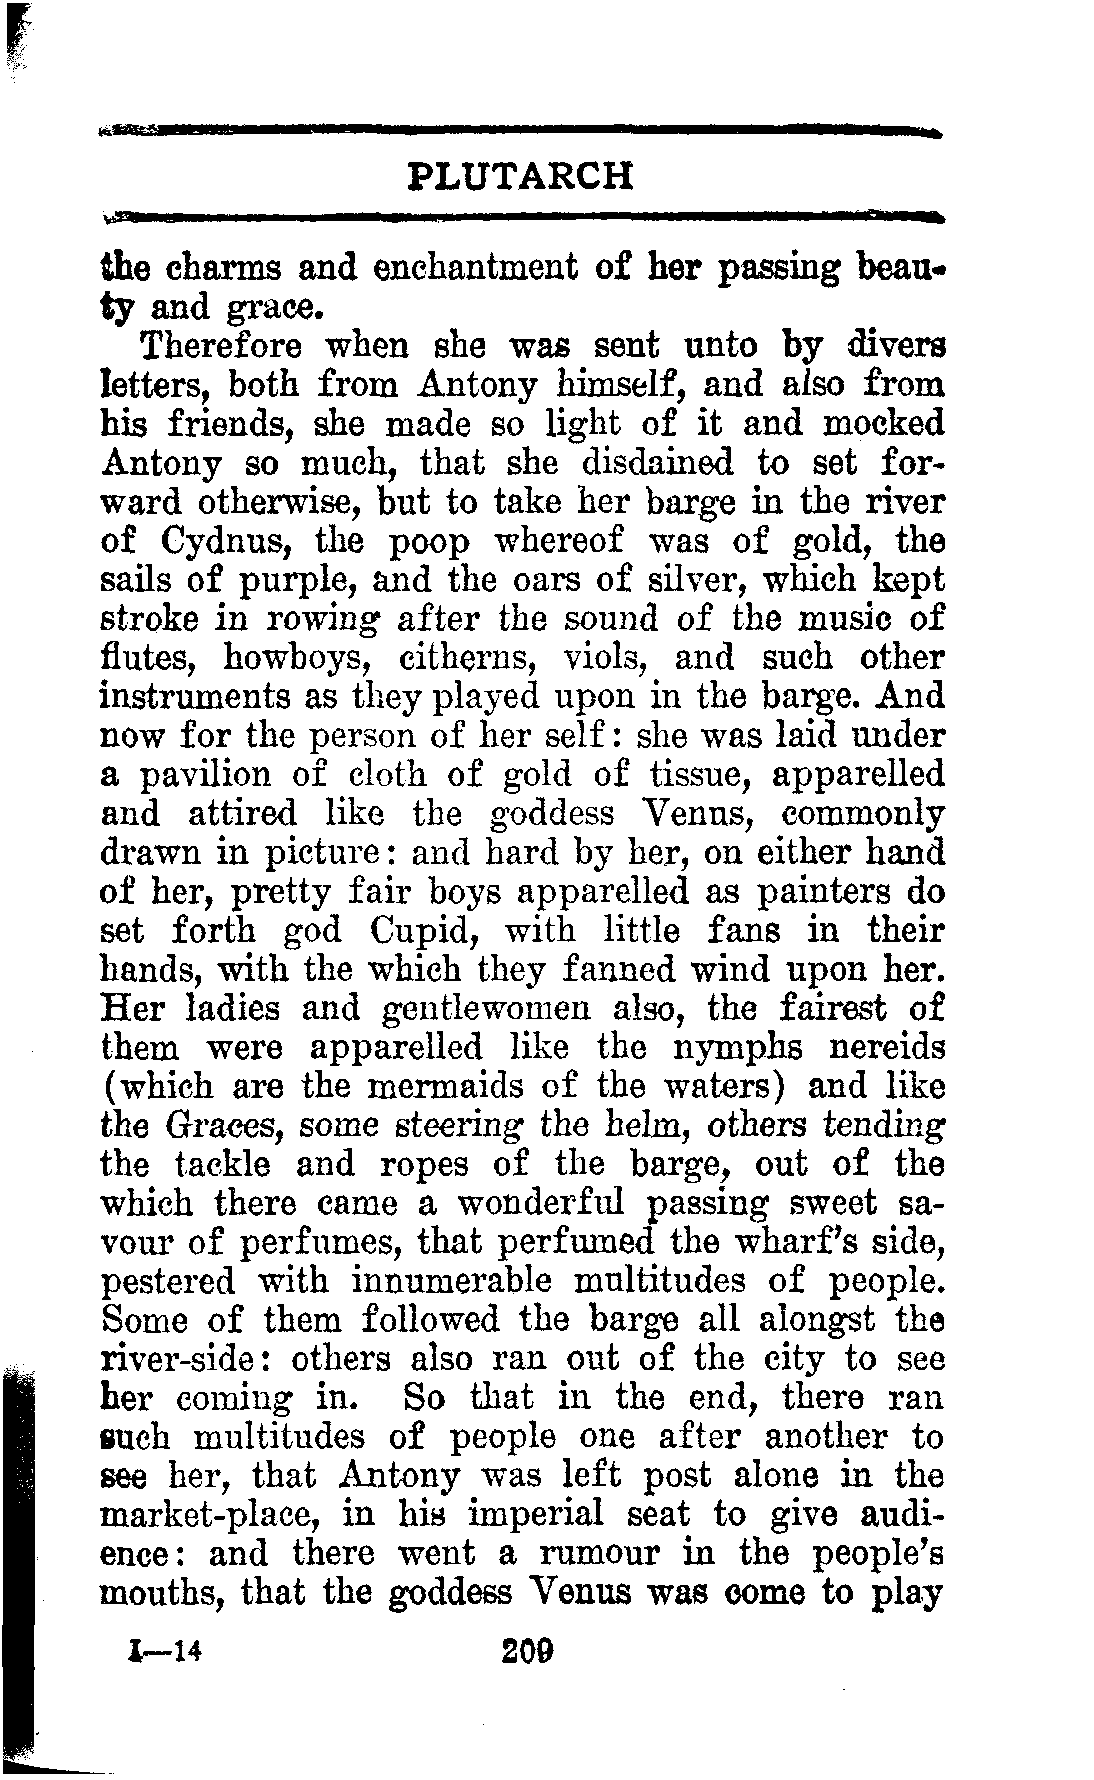 PLUTARCH
the charms and enchantment of her passing beau-
ty and grace.
Therefore when she was sent unto by divers
letters, both from Antony himself, and also from
his friends, she made so light of it and mocked
Antony so much, that she disdained to set for-
ward otherwise, but to take her barge in the river
of Cydnus, the poop whereof was of gold, the
sails of purple, and the oars of silver, which kept
stroke in rowing after the sound of the music of
flutes, howboys, citherns, viols, and such other
instruments as they played upon in the barge. And
now for the person of her self: she was laid under
a pavilion of cloth of gold of tissue, apparelled
and attired like the goddess Venus, commonly
drawn in picture: and hard by her, on either hand
of her, pretty fair boys apparelled as painters do
set forth god Cupid, with little fans in their
hands, with the which they fanned wind upon her.
Her ladies and gentlewomen also, the fairest of
them were apparelled like the nymphs nereids
(which are the mermaids of the waters) and like
the Graces, some steering the helm, others tending
the tackle and ropes of the barge, out of the
which there came a wonderful passing sweet sa-
vour of perfumes, that perfumed the wharf's side,
pestered with innumerable multitudes of people.
Some of them followed the barge all alongst the
river-side: others also ran out of the city to see
her coming in. So that in the end, there ran
such multitudes of people one after another to
see her, that Antony was left post alone in the
market-place, in his imperial seat to give audi-
ence: and there went a rumour in the people's
mouths, that the goddess Venus was come to play
I—14 209